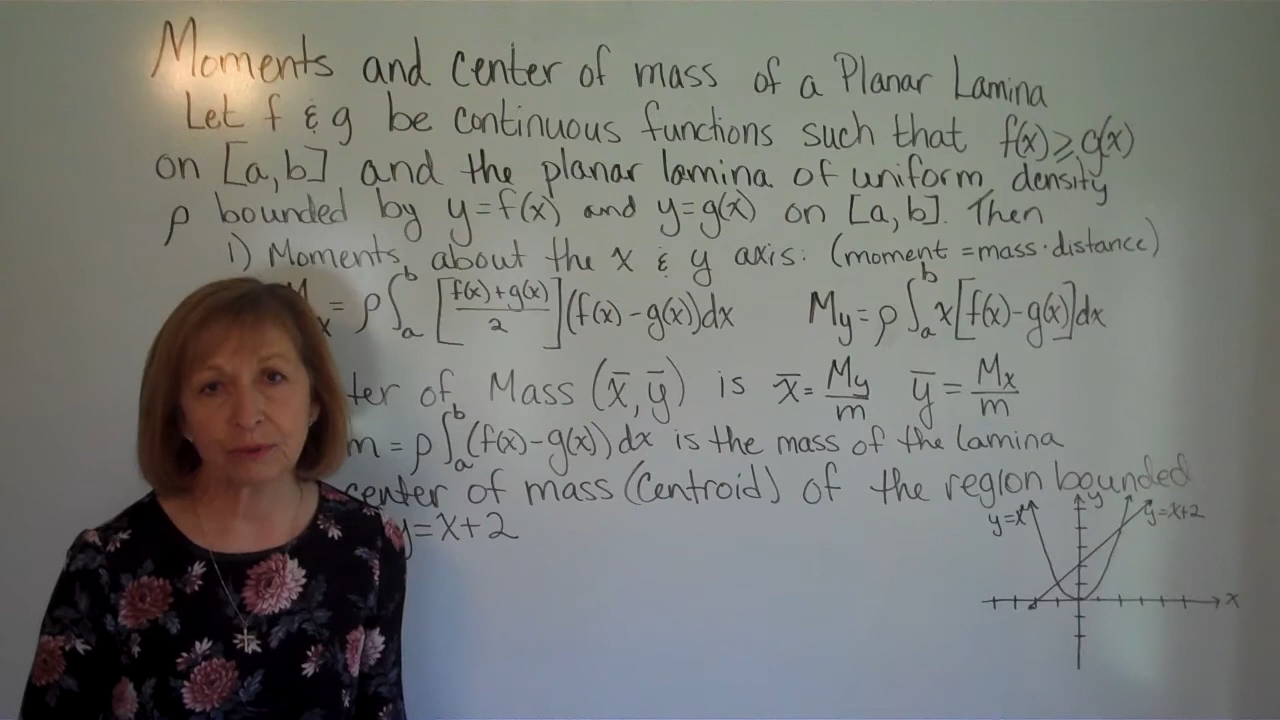 Moments and center of mass of a Planar Lamina
Let f & g be continuous functions such that f(x) ≥ g(x)
on [a,b] and the planar lamina of uniform density
ρ bounded by y=f(x) and y=g(x) on [a,b]. Then
1) Moments about the x & y axis: (moment = mass · distance)
Mx = ρ∫ₐᵇ [(f(x)+g(x))/2](f(x)-g(x))dx My = ρ∫ₐᵇ x[f(x)-g(x)]dx
ter of Mass (x̄,ȳ) is x̄ = My/m ȳ = Mx/m
m = ρ∫ₐᵇ (f(x)-g(x))dx is the mass of the lamina
center of mass (centroid) of the region bounded
y=x+2
y=x² y y=x+2
x